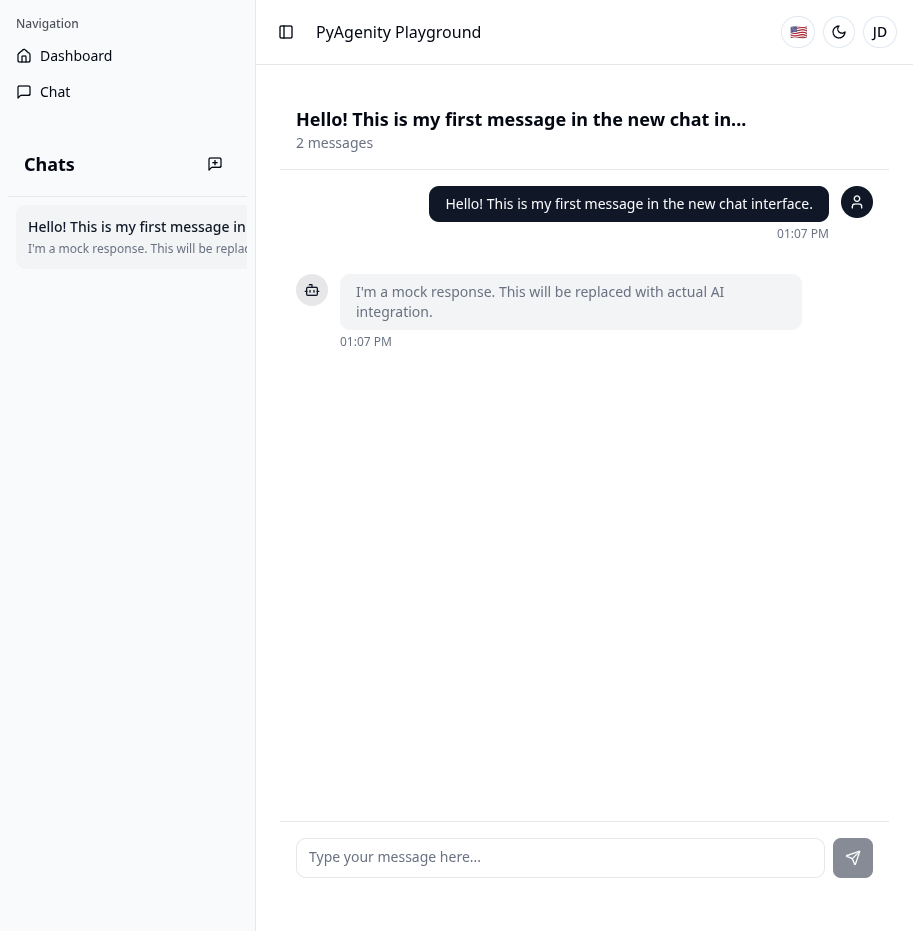 Navigation
Dashboard
Chat
Chats
Hello! This is my first message in
I'm a mock response. This will be replac
PyAgenity Playground
JD
Hello! This is my first message in the new chat in...
2 messages
Hello! This is my first message in the new chat interface.
01:07 PM
I'm a mock response. This will be replaced with actual AI
integration.
01:07 PM
Type your message here...